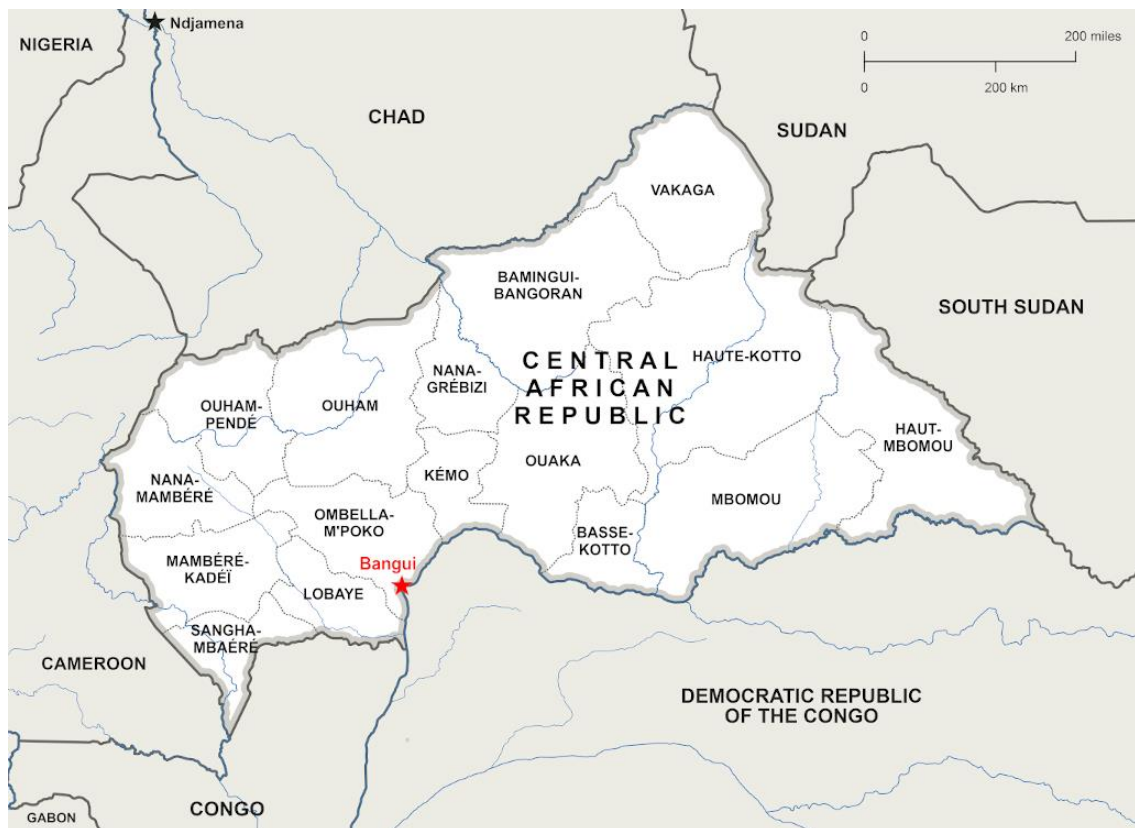 Ndjamena
NIGERIA
0
200 miles
0
200 km
CHAD
SUDAN
VAKAGA
BAMINGUI-
BANGORAN
SOUTH SUDAN
CENTRAL
AFRICAN
REPUBLIC
HAUTE-KOTTO
NANA-
GRÉBIZI
OUHAM-
PENDÉ
OUHAM
HAUT-
MBOMOU
OUAKA
KÉMO
NANA-
MAMBÉRÉ
MBOMOU
OMBELLA-
M'POKO
BASSE-
KOTTO
MAMBÉRÉ-
KADÉÏ
Bangui
LOBAYE
SANGHA-
MBAÉRÉ
CAMEROON
DEMOCRATIC REPUBLIC
OF THE CONGO
CONGO
GABON